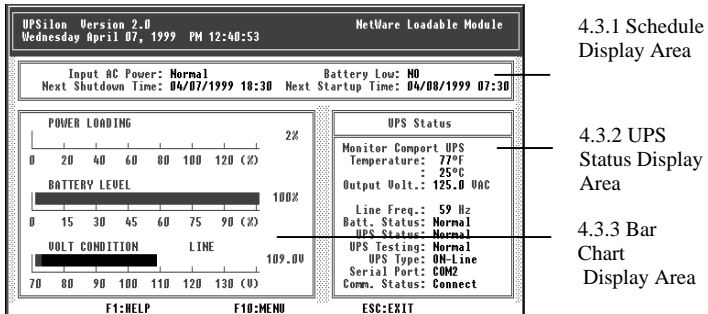 UPSilon Version 2.0 NetWare Loadable Module
Wednesday April 07, 1999 PM 12:40:53
Input AC Power: Normal Battery Low: NO
Next Shutdown Time: 04/07/1999 18:30 Next Startup Time: 04/08/1999 07:30
POWER LOADING
2%
0 20 40 60 80 100 120 (%)
BATTERY LEVEL
100%
0 15 30 45 60 75 90 (%)
VOLT CONDITION LINE
109.0V
70 80 90 100 110 120 130 (V)
UPS Status
Monitor Comport UPS
Temperature: 77ºF
: 25ºC
Output Volt.: 125.0 VAC
Line Freq.: 59 Hz
Batt. Status: Normal
UPS Status: Normal
UPS Testing: Normal
UPS Type: ON-Line
Serial Port: COM2
Comm. Status: Connect
F1:HELP F10:MENU ESC:EXIT
4.3.1 Schedule
Display Area
4.3.2 UPS
Status Display
Area
4.3.3 Bar
Chart
Display Area